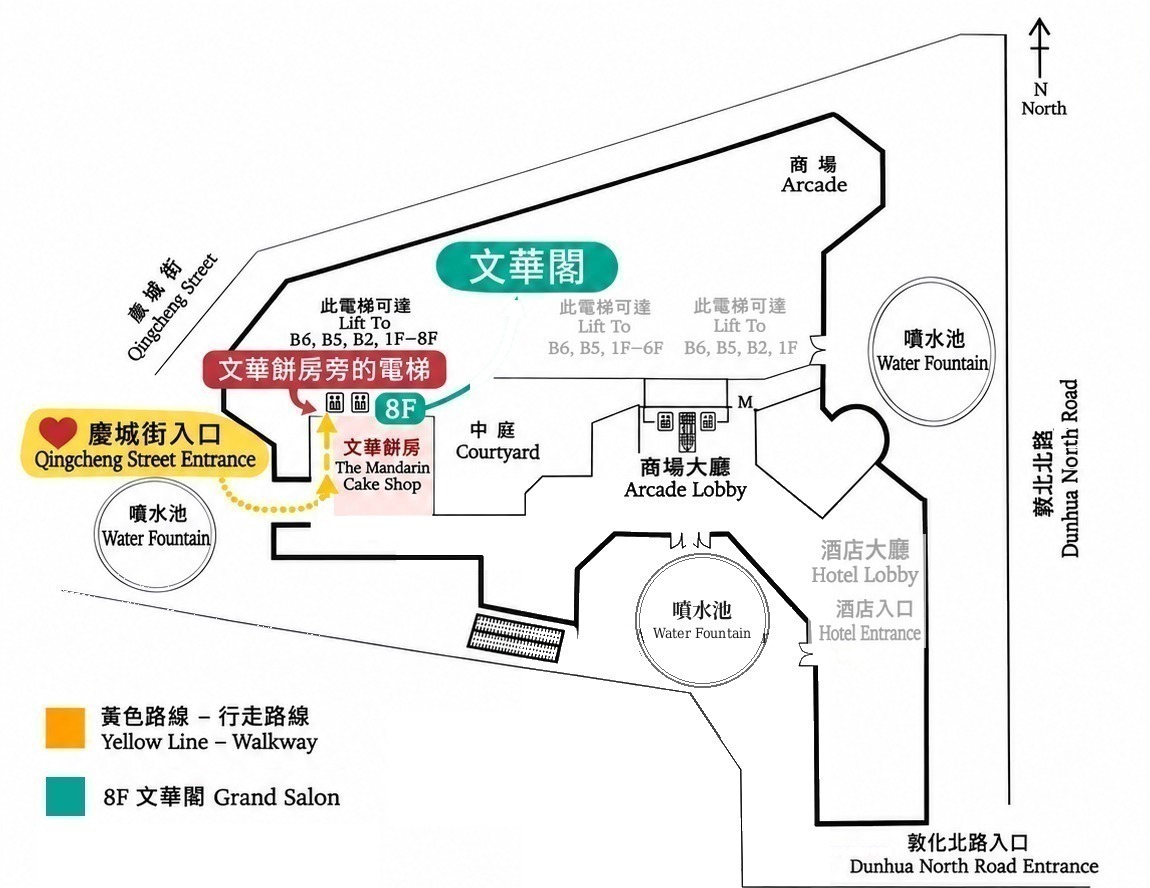 N
North
商場
Arcade
慶城街
Qingcheng Street
文華閣
此電梯可達
Lift To
B6, B5, B2, 1F–8F
此電梯可達
Lift To
B6, B5, 1F–6F
此電梯可達
Lift To
B6, B5, B2, 1F
噴水池
Water Fountain
文華餅房旁的電梯
8F
M
慶城街入口
Qingcheng Street Entrance
文華餅房
The Mandarin
Cake Shop
中庭
Courtyard
商場大廳
Arcade Lobby
敦北北路
Dunhua North Road
噴水池
Water Fountain
酒店大廳
Hotel Lobby
酒店入口
Hotel Entrance
噴水池
Water Fountain
黃色路線 – 行走路線
Yellow Line – Walkway
8F 文華閣 Grand Salon
敦化北路入口
Dunhua North Road Entrance